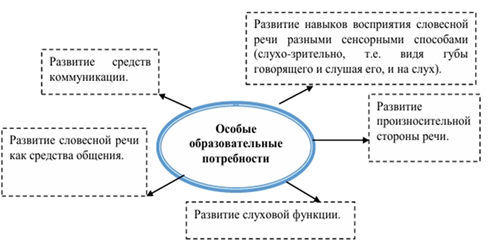 Развитие навыков восприятия словесной
речи разными сенсорными способами
(слухо-зрительно, т.е. видя губы
говорящего и слушая его, и на слух).
Развитие средств
коммуникации.
Развитие
произносительной
стороны речи.
Особые
образовательные
потребности
Развитие словесной речи
как средства общения.
Развитие слуховой функции.